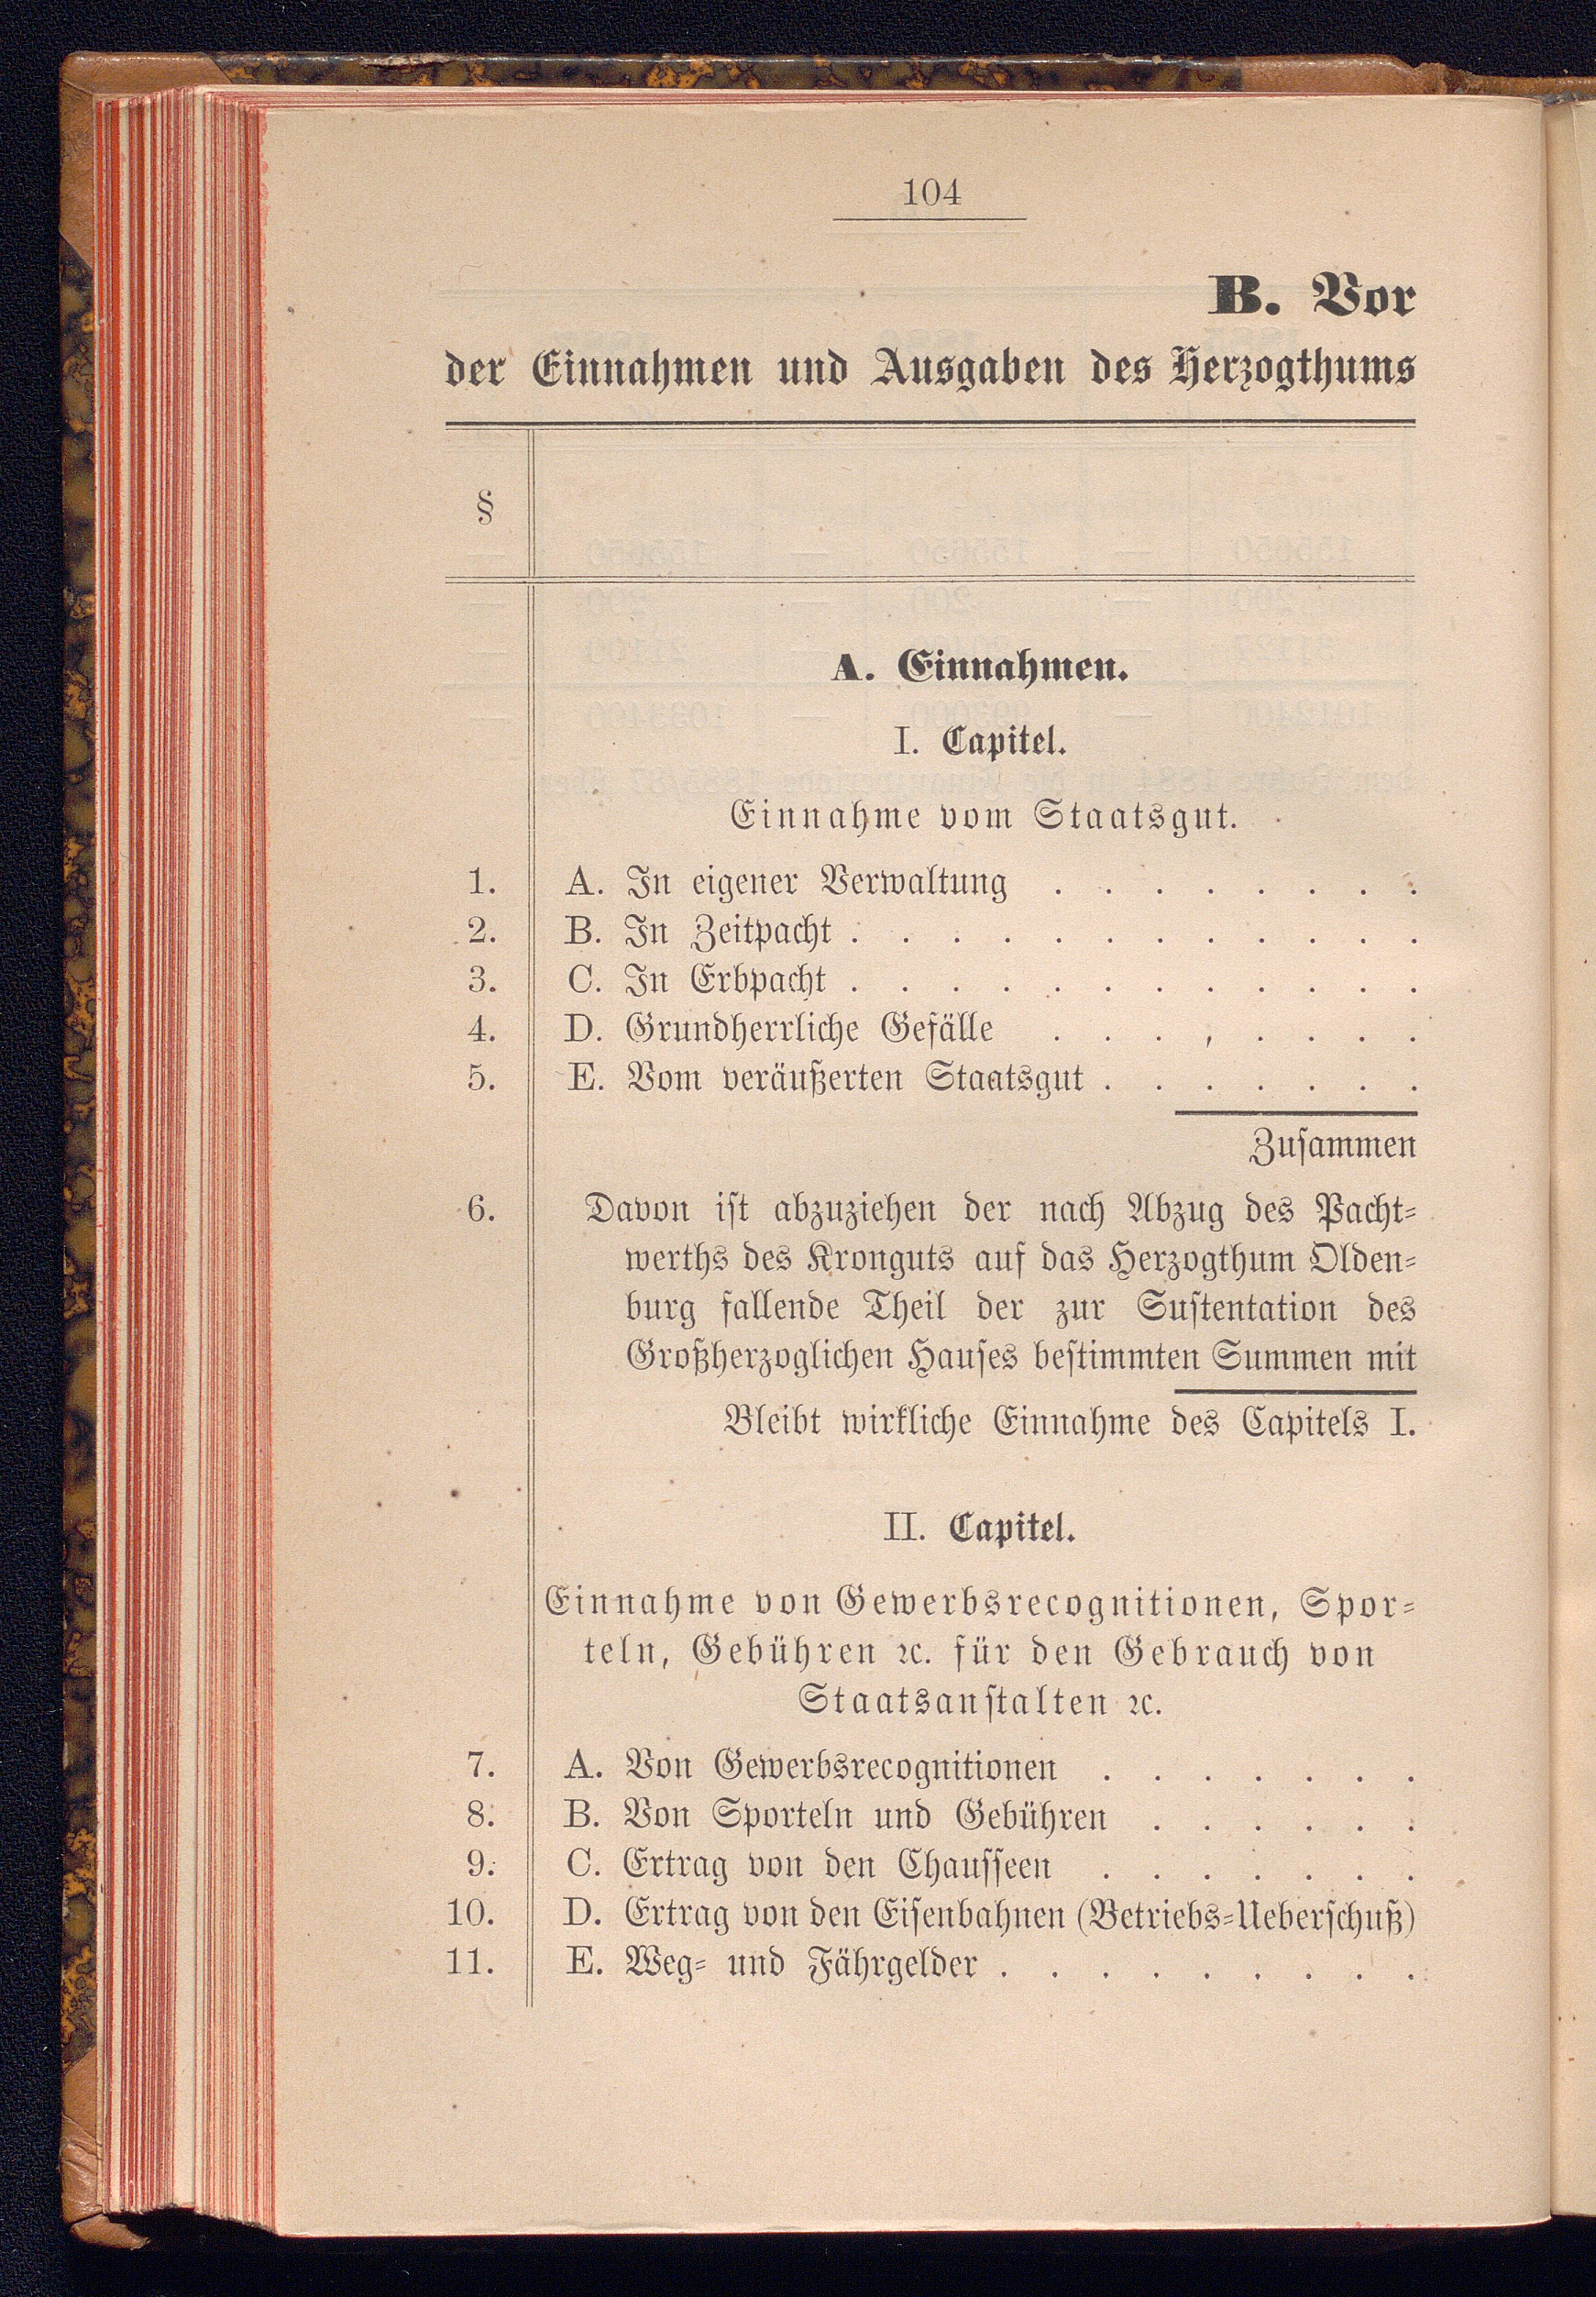 104
B. Vor
der Einnahmen und Ausgaben des Herzogthums
§
A. Einnahmen.
I. Capitel.
Einnahme vom Staatsgut.
1. A. In eigener Verwaltung . . . . . . . .
2. B. In Zeitpacht . . . . . . . . . . . .
3. C. In Erbpacht . . . . . . . . . . . .
4. D. Grundherrliche Gefälle . . . , . . . .
5. E. Vom veräußerten Staatsgut . . . . . . .
Zusammen
6. Davon ist abzuziehen der nach Abzug des Pacht-
werths des Kronguts auf das Herzogthum Olden-
burg fallende Theil der zur Sustentation des
Großherzoglichen Hauses bestimmten Summen mit
Bleibt wirkliche Einnahme des Capitels I.
II. Capitel.
Einnahme von Gewerbsrecognitionen, Spor-
teln, Gebühren ꝛc. für den Gebrauch von
Staatsanstalten ꝛc.
7. A. Von Gewerbsrecognitionen . . . . . . .
8. B. Von Sporteln und Gebühren . . . . . .
9. C. Ertrag von den Chausseen . . . . . . .
10. D. Ertrag von den Eisenbahnen (Betriebs-Ueberschuß)
11. E. Weg- und Fährgelder . . . . . . . . .